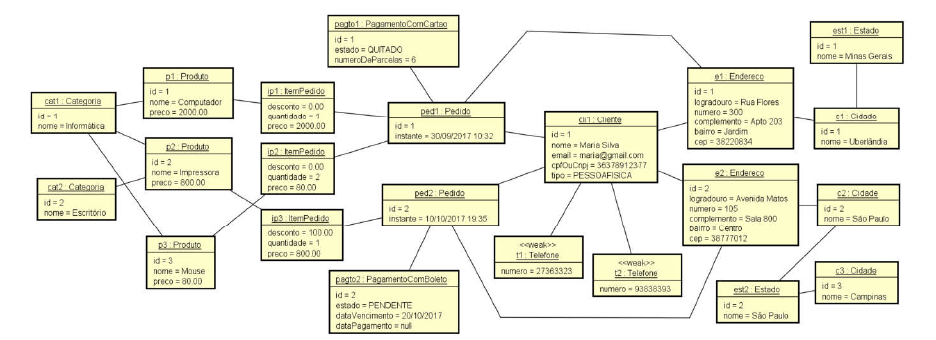 pagto1 : PagamentoComCartao
id = 1
estado = QUITADO
numeroDeParcelas = 6
est1 : Estado
id = 1
nome = Minas Gerais
p1 : Produto
id = 1
nome = Computador
preco = 2000.00
cat1 : Categoria
id = 1
nome = Informática
ip1 : ItemPedido
desconto = 0.00
quantidade = 1
preco = 2000.00
ped1 : Pedido
id = 1
instante = 30/09/2017 10:32
e1 : Endereco
id = 1
logradouro = Rua Flores
numero = 300
complemento = Apto 203
bairro = Jardim
cep = 38220834
c1 : Cidade
id = 1
nome = Uberlândia
cli1 : Cliente
id = 1
nome = Maria Silva
email = maria@gmail.com
cpfOuCnpj = 36378912377
tipo = PESSOAFISICA
p2 : Produto
id = 2
nome = Impressora
preco = 800.00
ip2 : ItemPedido
desconto = 0.00
quantidade = 2
preco = 80.00
cat2 : Categoria
id = 2
nome = Escritório
ped2 : Pedido
id = 2
instante = 10/10/2017 19:35
e2 : Endereco
id = 2
logradouro = Avenida Matos
numero = 105
complemento = Sala 800
bairro = Centro
cep = 38777012
c2 : Cidade
id = 2
nome = São Paulo
ip3 : ItemPedido
desconto = 100.00
quantidade = 1
preco = 800.00
p3 : Produto
id = 3
nome = Mouse
preco = 80.00
<<weak>>
t1 : Telefone
numero = 27363323
<<weak>>
t2 : Telefone
numero = 93838393
pagto2 : PagamentoComBoleto
id = 2
estado = PENDENTE
dataVencimento = 20/10/2017
dataPagamento = null
est2 : Estado
id = 2
nome = São Paulo
c3 : Cidade
id = 3
nome = Campinas